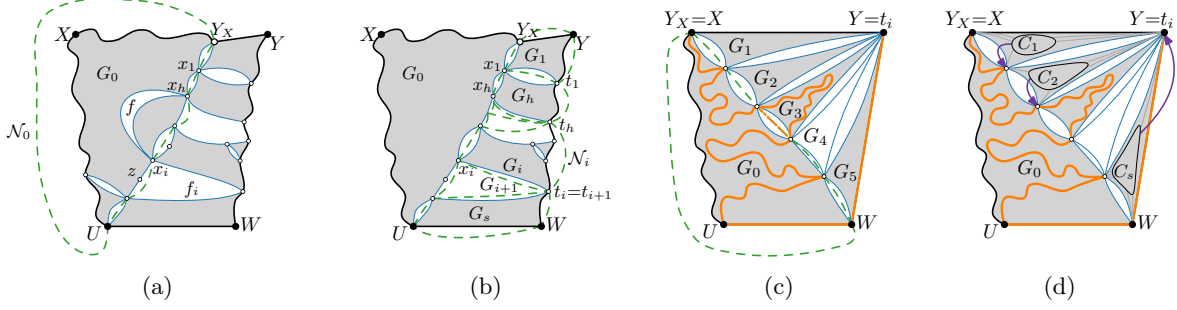 X
Y_X
Y
G_0
x_1
x_h
f
N_0
z
x_i
f_i
U
W
(a)
X
Y_X
Y
G_0
G_1
x_1
t_1
x_h
G_h
t_h
N_i
x_i
G_i
G_{i+1}
t_i=t_{i+1}
G_s
U
W
(b)
Y_X=X
Y=t_i
G_1
G_2
G_3
G_4
G_0
G_5
U
W
(c)
Y_X=X
Y=t_i
C_1
C_2
G_0
C_s
U
W
(d)